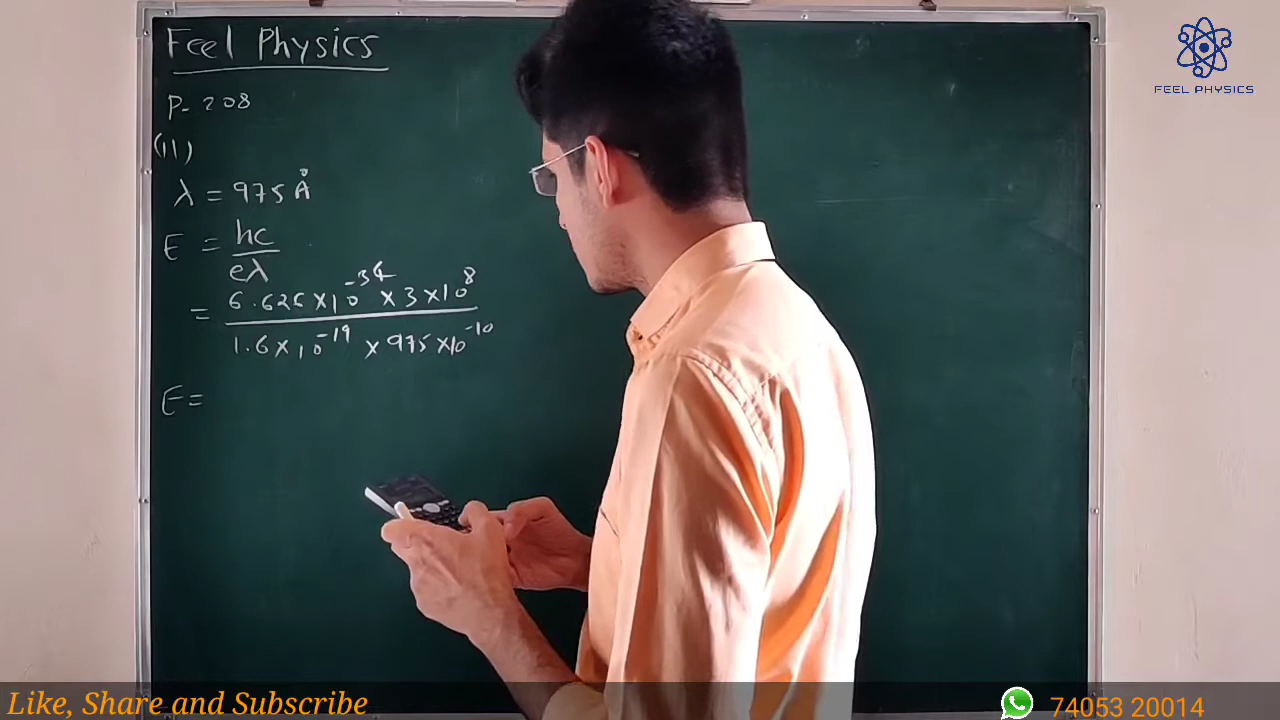 Feel Physics
P- 208
(11)
λ = 975 Å
E = hc
eλ
= 6.625 × 10⁻³⁴ × 3 × 10⁸
1.6 × 10⁻¹⁹ × 975 × 10⁻¹⁰
E =
FEEL PHYSICS
Like, Share and Subscribe
74053 20014